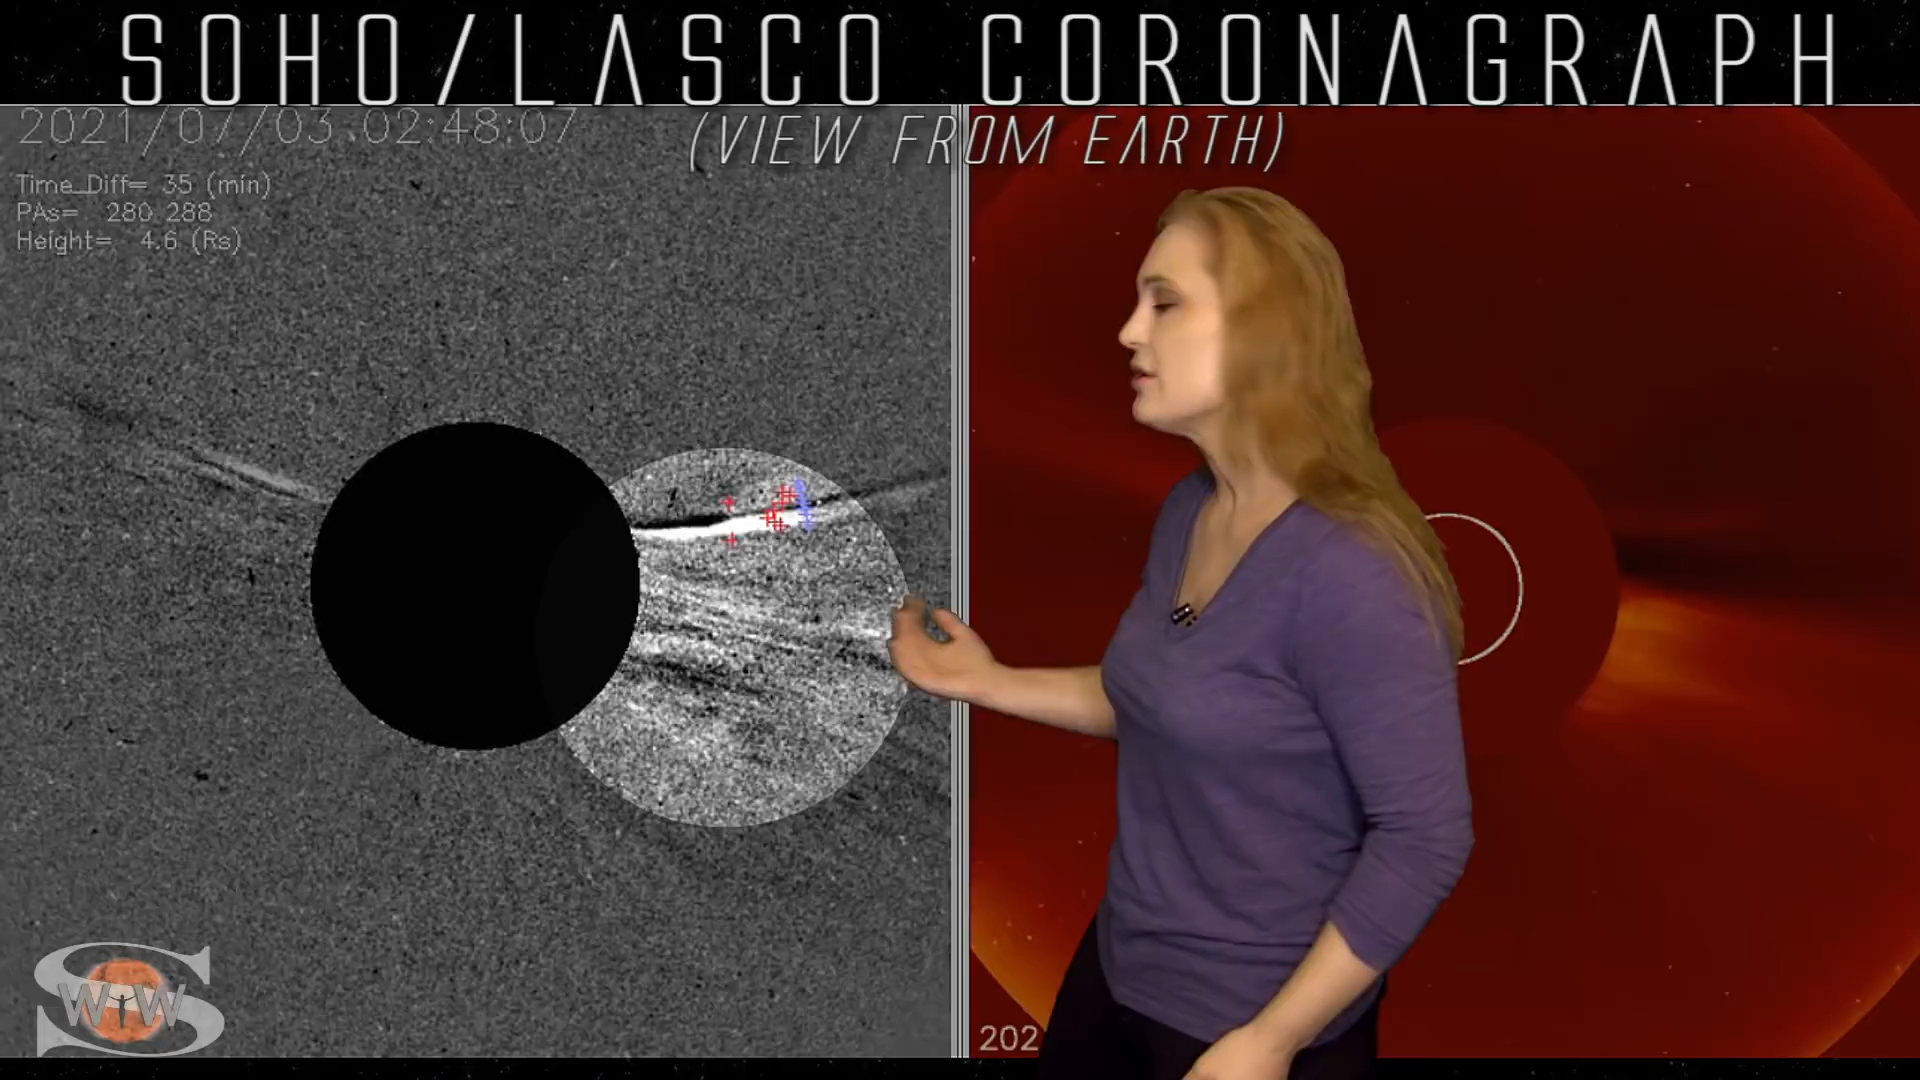 SOHO/LASCO CORONAGRAPH
(VIEW FROM EARTH)
2021/07/03 02:48:07
Time_Diff= 35 (min)
PAs= 280 288
Height= 4.6 (Rs)
S
WW
202